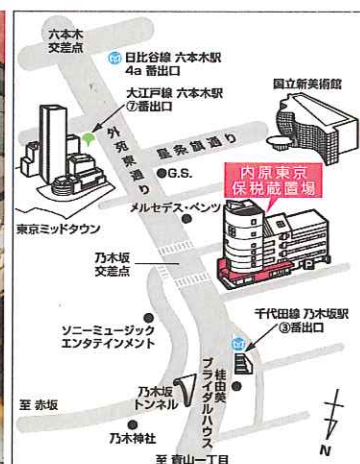 六本木
交差点
日比谷線 六本木駅
4a 番出口
大江戸線 六本木駅
⑦番出口
国立新美術館
外苑東通り
星条旗通り
G.S.
内原東京
保税蔵置場
東京ミッドタウン
メルセデス・ベンツ
乃木坂
交差点
千代田線 乃木坂駅
③番出口
ソニーミュージック
エンタテインメント
桂由美
ブライダルハウス
乃木坂
トンネル
至 赤坂
乃木神社
至 青山一丁目
N